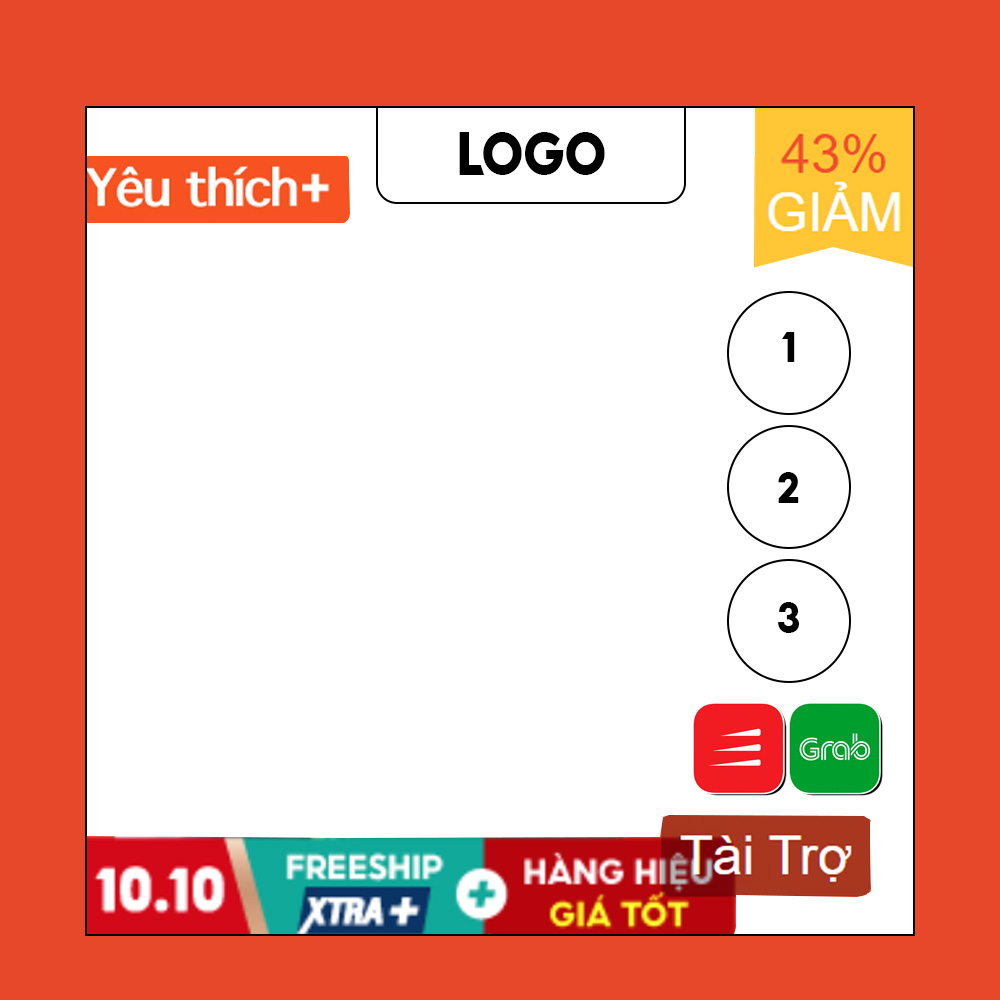 LOGO
Yêu thích+
43%
GIẢM
1
2
3
Grab
Tài Trợ
10.10
FREESHIP
XTRA+
+
HÀNG HIỆU
GIÁ TỐT